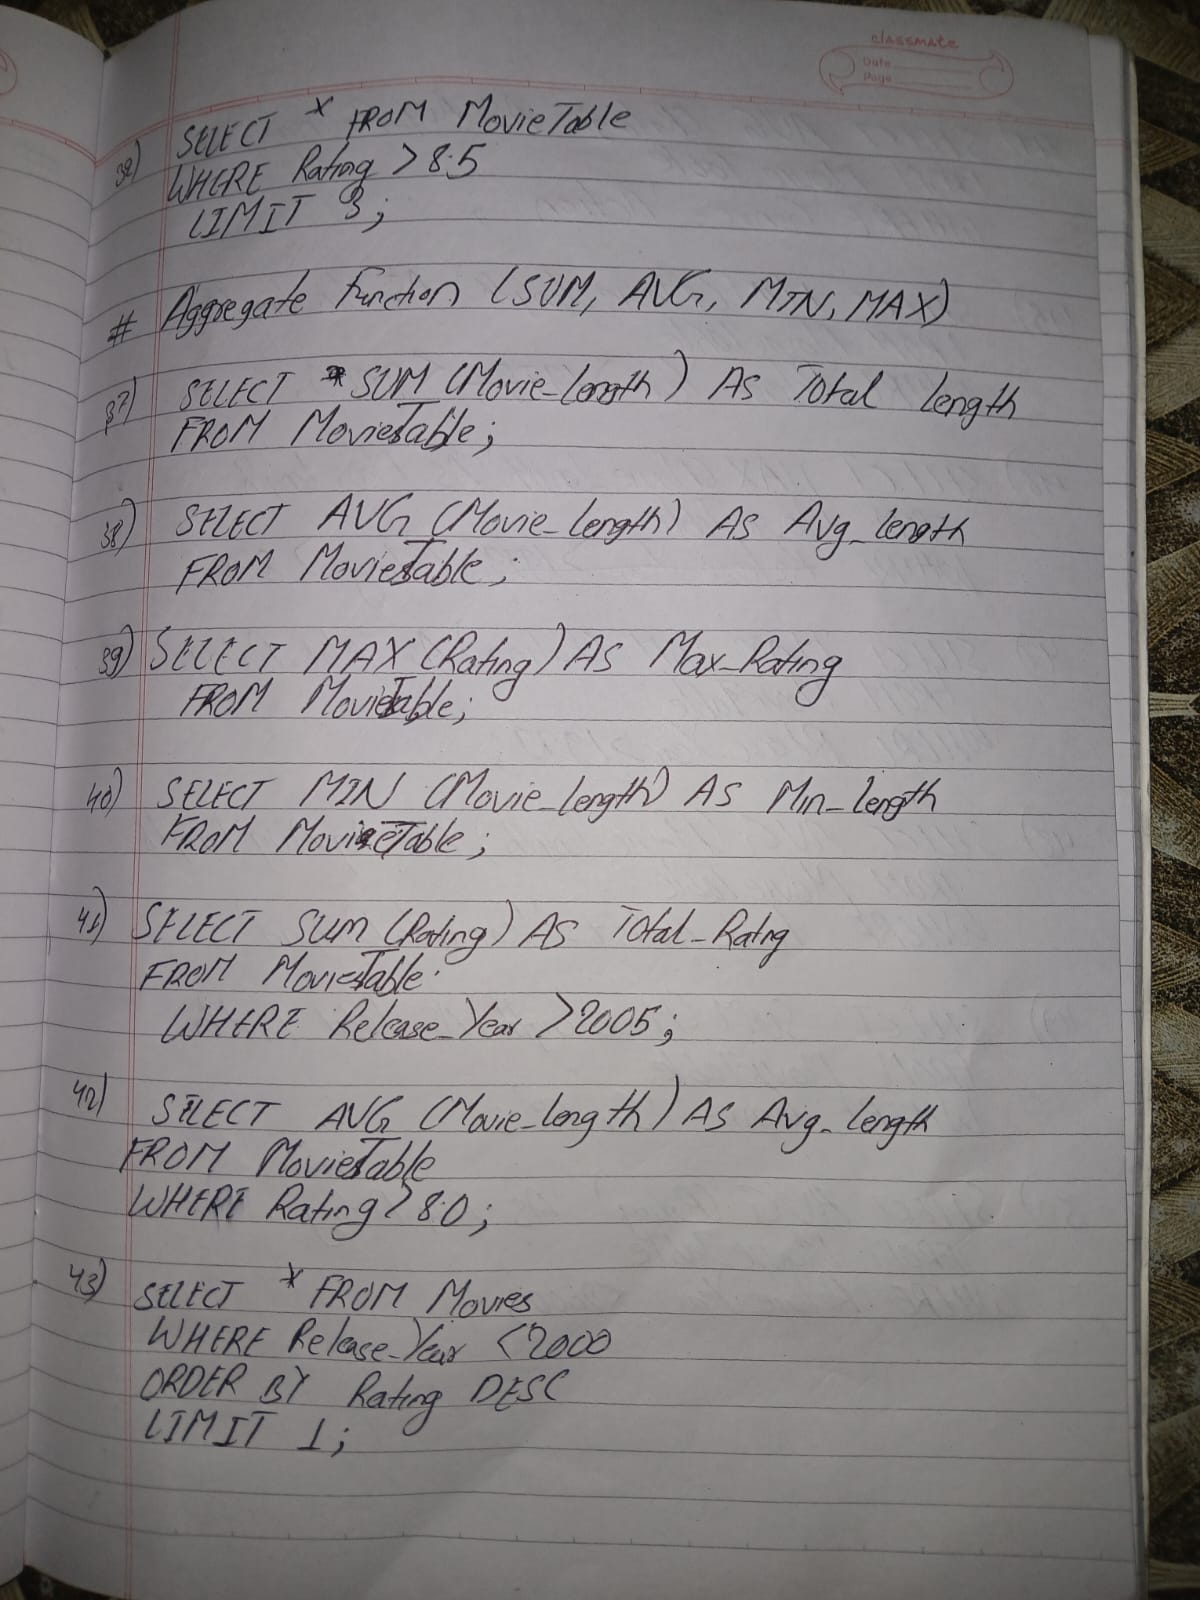 classmate
Date
Page
SELECT * FROM MovieTable
WHERE Rating > 8.5
LIMIT 3;
# Aggregate Function (SUM, AVG, MIN, MAX)
37) SELECT SUM (Movie_length) AS Total length
FROM MovieTable;
38) SELECT AVG (Movie_length) AS Avg_length
FROM MovieTable;
39) SELECT MAX (Rating) AS Max_Rating
FROM MovieTable;
40) SELECT MIN (Movie_length) AS Min_length
FROM MovieTable;
41) SELECT SUM (Rating) AS Total_Ratng
FROM MovieTable
WHERE Release_Year > 2005;
42) SELECT AVG (Movie_length) AS Avg_length
FROM MovieTable
WHERE Rating > 8.0;
43) SELECT * FROM Movies
WHERE Release_Year < 2000
ORDER BY Rating DESC
LIMIT 1;